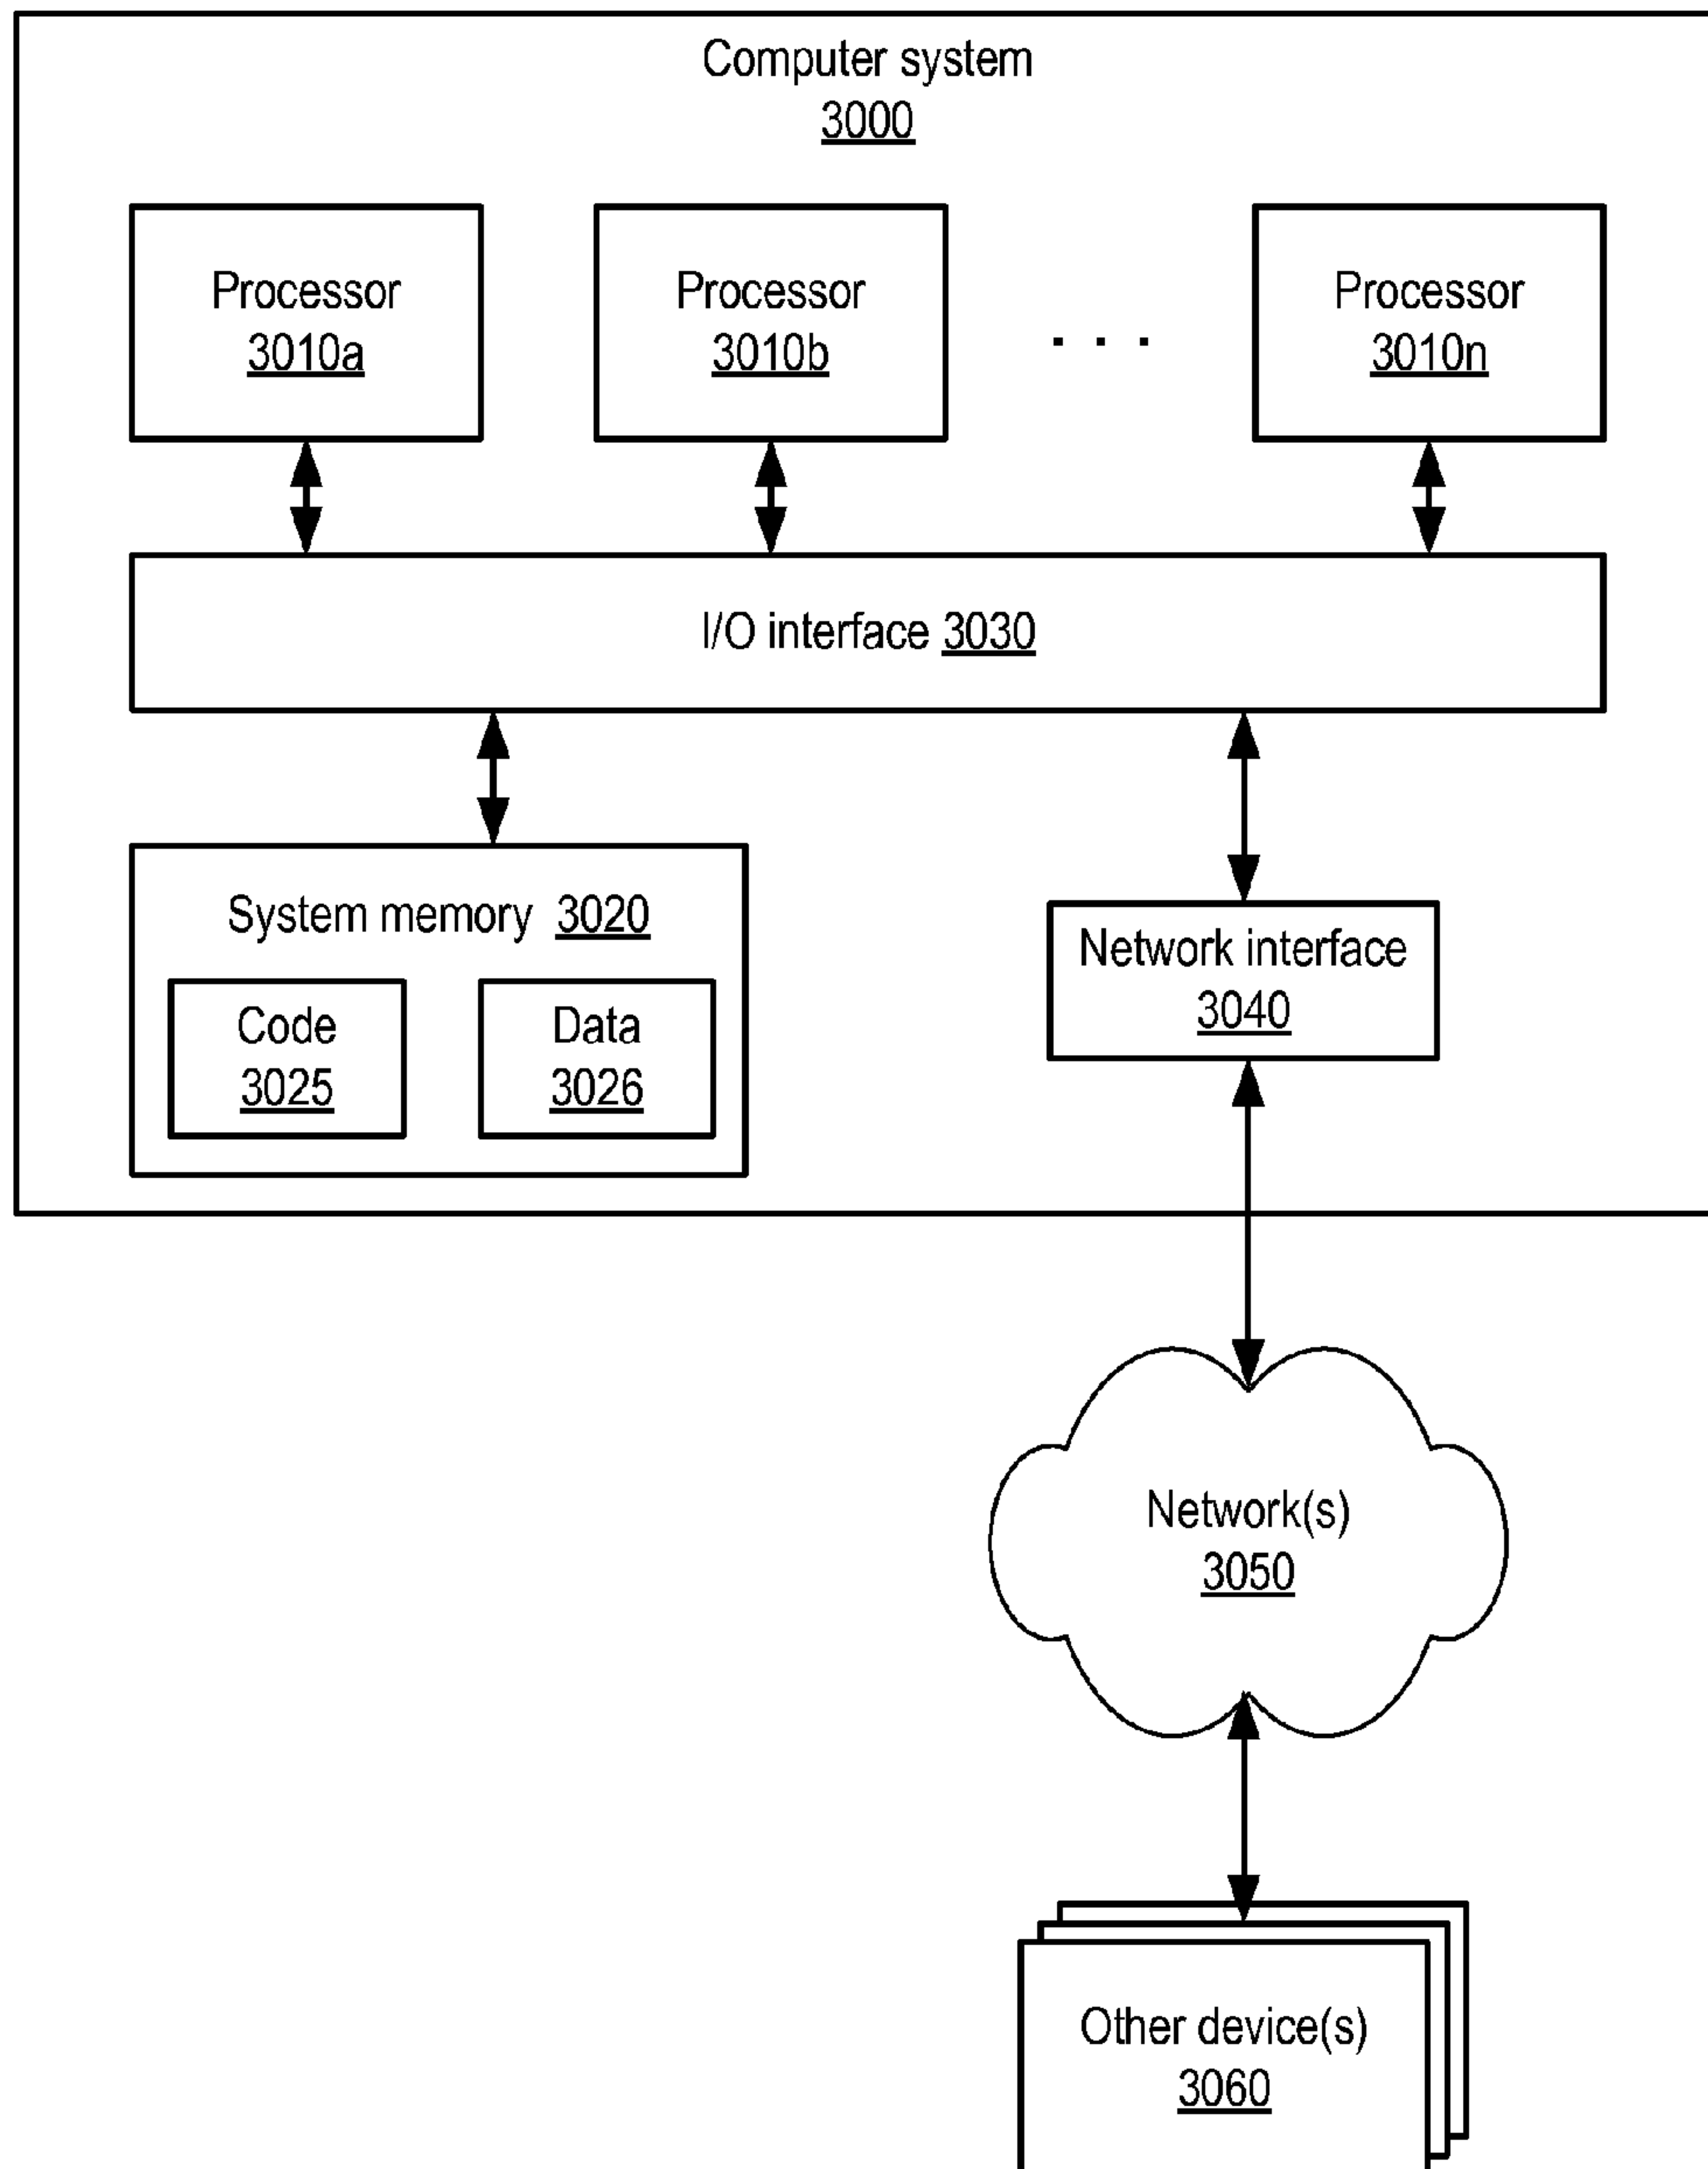 Computer system
3000
Processor
3010a
Processor
3010b
. . .
Processor
3010n
I/O interface 3030
System memory 3020
Code
3025
Data
3026
Network interface
3040
Network(s)
3050
Other device(s)
3060